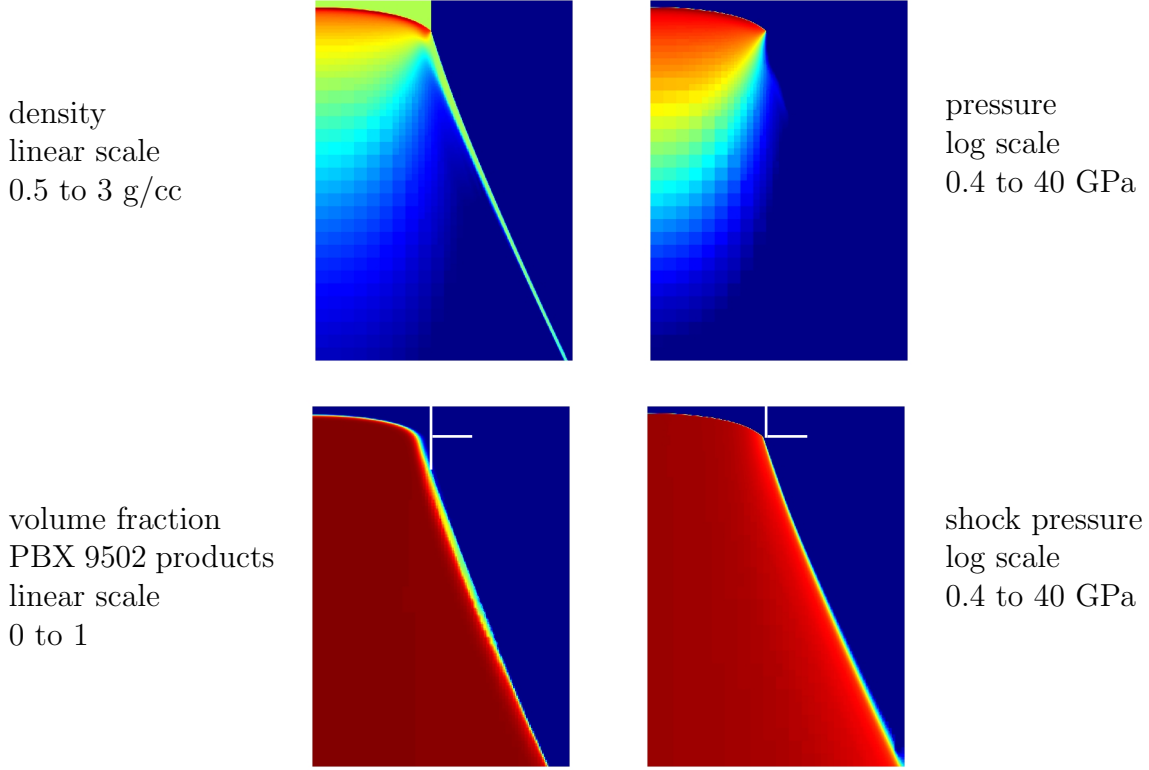 density
linear scale
0.5 to 3 g/cc
pressure
log scale
0.4 to 40 GPa
volume fraction
PBX 9502 products
linear scale
0 to 1
shock pressure
log scale
0.4 to 40 GPa